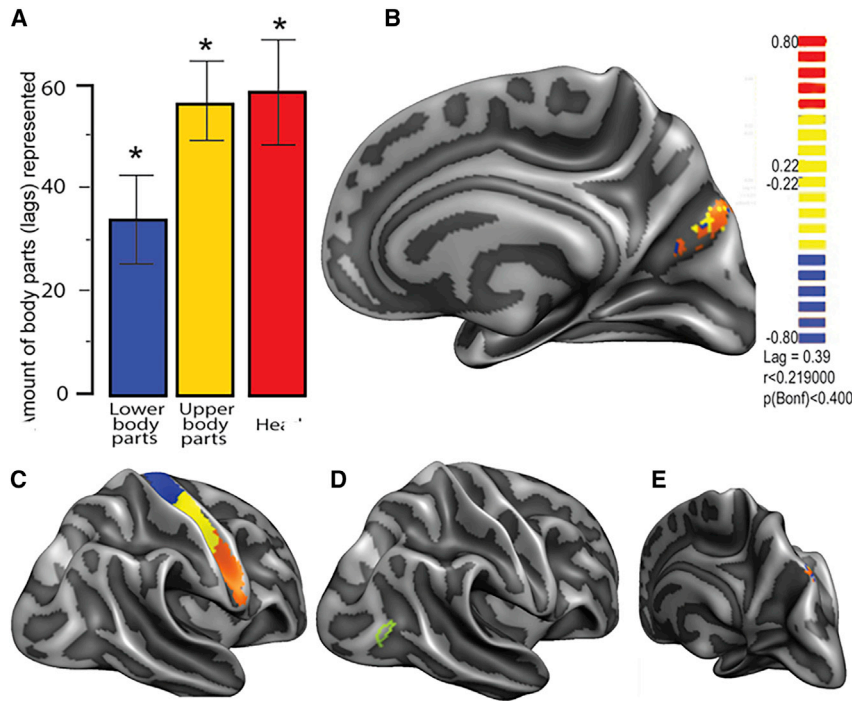 A
B
of body parts (lags) represented
60
40
20
0
*
*
*
Lower
body
parts
Upper
body
parts
0.80
0.22
-0.22
-0.80
Lag = 0.39
r<0.219000
p(Bonf)<0.400
C
D
E